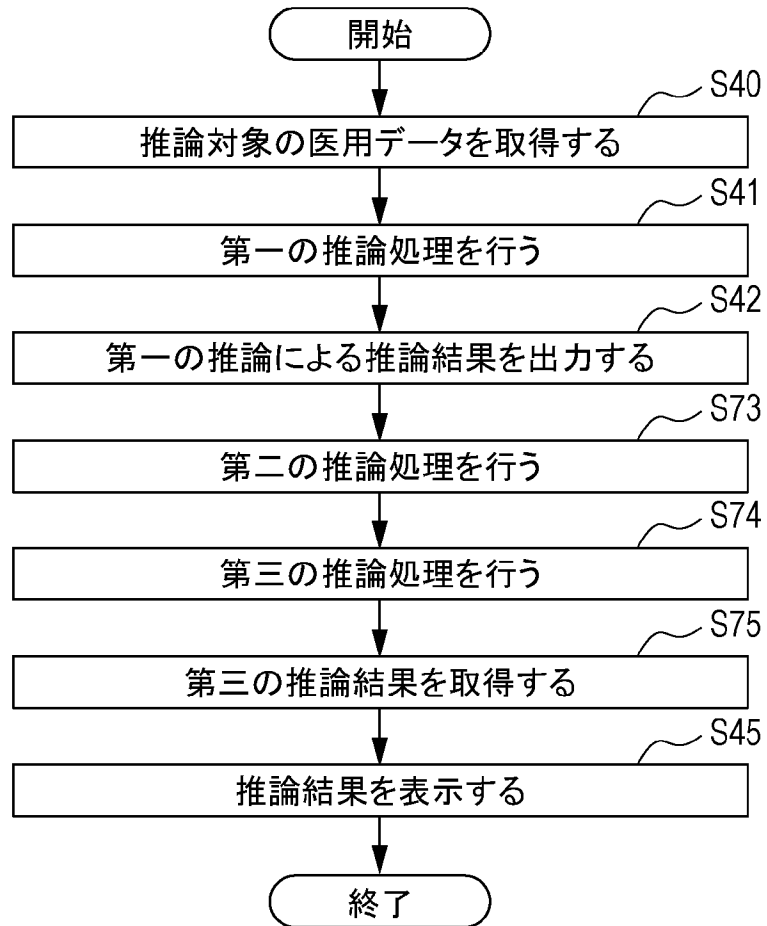 開始
S40
推論対象の医用データを取得する
S41
第一の推論処理を行う
S42
第一の推論による推論結果を出力する
S73
第二の推論処理を行う
S74
第三の推論処理を行う
S75
第三の推論結果を取得する
S45
推論結果を表示する
終了